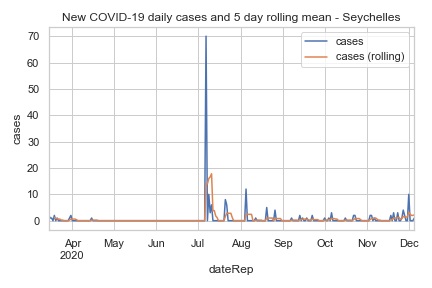 New COVID-19 daily cases and 5 day rolling mean - Seychelles
cases
cases (rolling)
70
60
50
40
30
20
10
0
cases
Apr May Jun Jul Aug Sep Oct Nov Dec
2020
dateRep